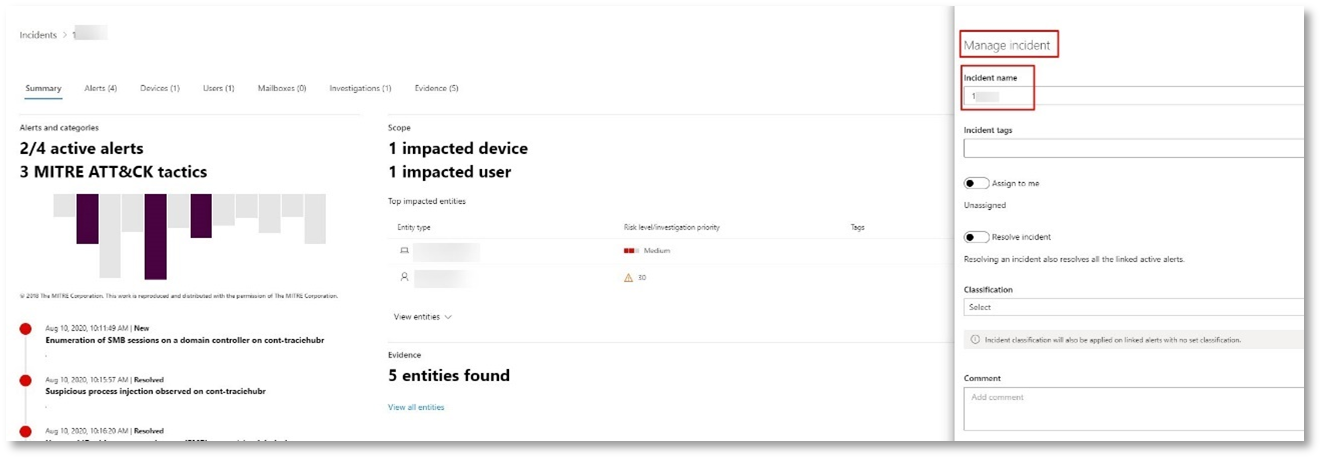 Incidents > 1
Summary Alerts (4) Devices (1) Users (1) Mailboxes (0) Investigations (1) Evidence (5)
Alerts and categories
2/4 active alerts
3 MITRE ATT&CK tactics
© 2018 The MITRE Corporation. This work is reproduced and distributed with the permission of The MITRE Corporation.
Aug 10, 2020, 10:11:49 AM | New
Enumeration of SMB sessions on a domain controller on cont-traciehubr
Aug 10, 2020, 10:15:57 AM | Resolved
Suspicious process injection observed on cont-traciehubr
Aug 10, 2020, 10:16:20 AM | Resolved
Scope
1 impacted device
1 impacted user
Top impacted entities
Entity type Risk level/investigation priority Tags
Medium
30
View entities
Evidence
5 entities found
View all entities
Manage incident
Incident name
1
Incident tags
Assign to me
Unassigned
Resolve incident
Resolving an incident also resolves all the linked active alerts.
Classification
Select
Incident classification will also be applied on linked alerts with no set classification.
Comment
Add comment